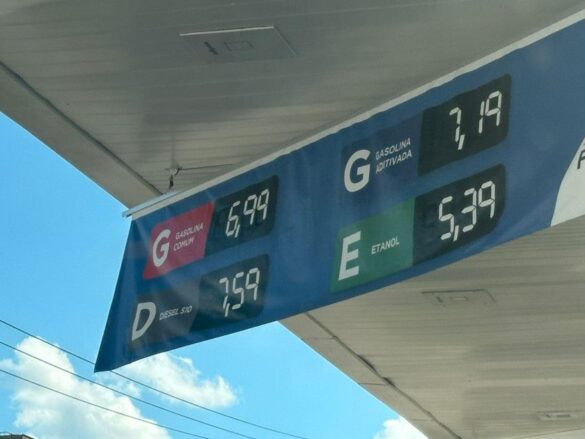 G GASOLINA COMUM 6,99
D DIESEL S10 7,59
G GASOLINA ADITIVADA 7,19
E ETANOL 5,39